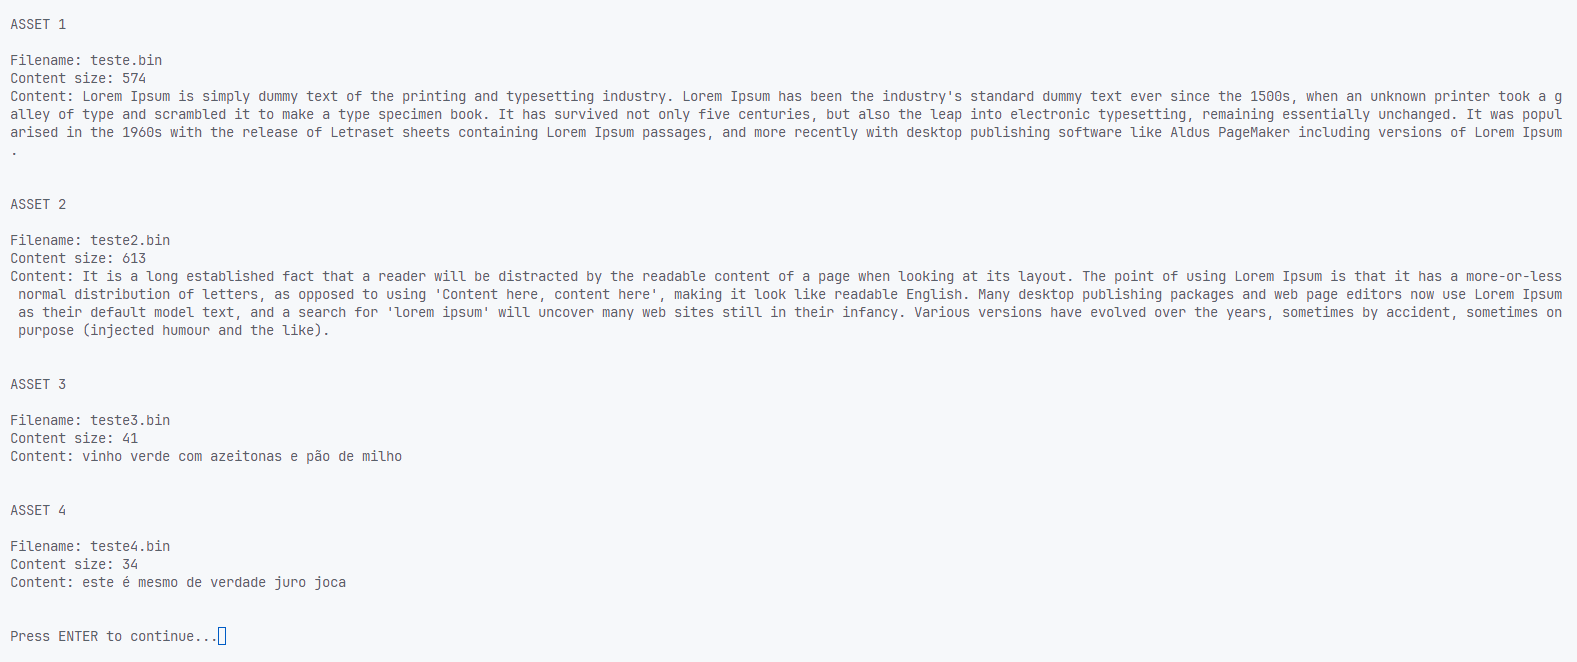 ASSET 1
Filename: teste.bin
Content size: 574
Content: Lorem Ipsum is simply dummy text of the printing and typesetting industry. Lorem Ipsum has been the industry's standard dummy text ever since the 1500s, when an unknown printer took a g
alley of type and scrambled it to make a type specimen book. It has survived not only five centuries, but also the leap into electronic typesetting, remaining essentially unchanged. It was popul
arised in the 1960s with the release of Letraset sheets containing Lorem Ipsum passages, and more recently with desktop publishing software like Aldus PageMaker including versions of Lorem Ipsum
.
ASSET 2
Filename: teste2.bin
Content size: 613
Content: It is a long established fact that a reader will be distracted by the readable content of a page when looking at its layout. The point of using Lorem Ipsum is that it has a more-or-less
normal distribution of letters, as opposed to using 'Content here, content here', making it look like readable English. Many desktop publishing packages and web page editors now use Lorem Ipsum
as their default model text, and a search for 'lorem ipsum' will uncover many web sites still in their infancy. Various versions have evolved over the years, sometimes by accident, sometimes on
purpose (injected humour and the like).
ASSET 3
Filename: teste3.bin
Content size: 41
Content: vinho verde com azeitonas e pão de milho
ASSET 4
Filename: teste4.bin
Content size: 34
Content: este é mesmo de verdade juro joca
Press ENTER to continue...